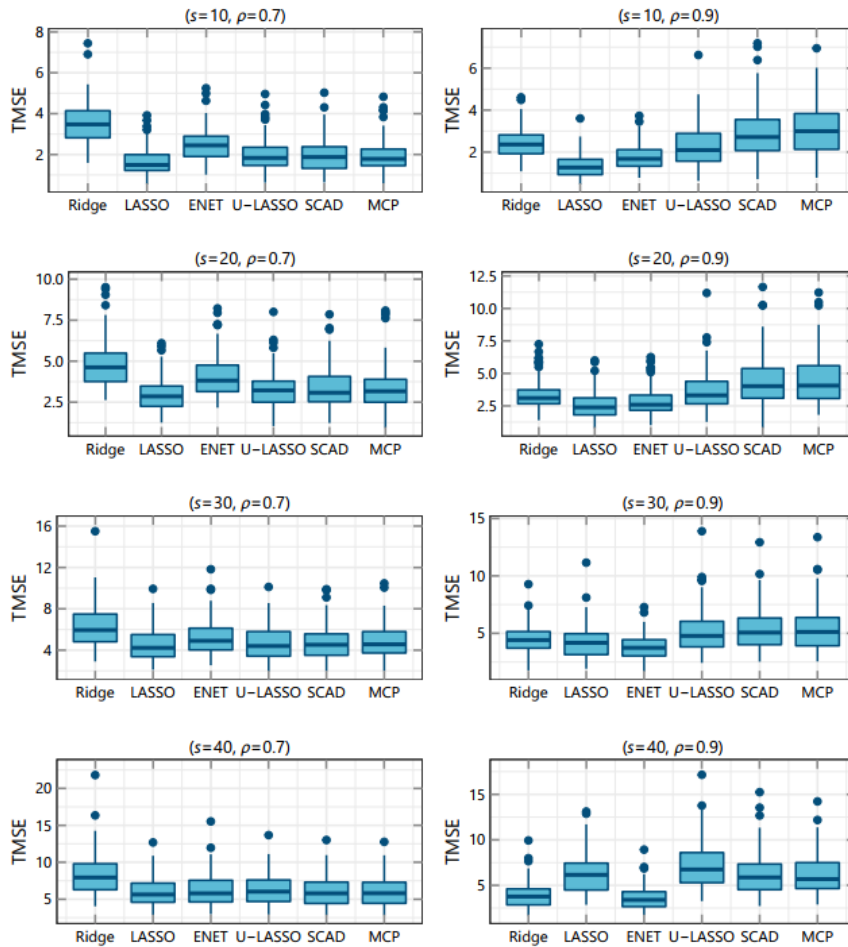 (s=10, ρ=0.7)
TMSE
8
6
4
2
Ridge LASSO ENET U−LASSO SCAD MCP
(s=10, ρ=0.9)
TMSE
6
4
2
Ridge LASSO ENET U−LASSO SCAD MCP
(s=20, ρ=0.7)
TMSE
10.0
7.5
5.0
2.5
Ridge LASSO ENET U−LASSO SCAD MCP
(s=20, ρ=0.9)
TMSE
12.5
10.0
7.5
5.0
2.5
Ridge LASSO ENET U−LASSO SCAD MCP
(s=30, ρ=0.7)
TMSE
16
12
8
4
Ridge LASSO ENET U−LASSO SCAD MCP
(s=30, ρ=0.9)
TMSE
15
10
5
Ridge LASSO ENET U−LASSO SCAD MCP
(s=40, ρ=0.7)
TMSE
20
15
10
5
Ridge LASSO ENET U−LASSO SCAD MCP
(s=40, ρ=0.9)
TMSE
15
10
5
Ridge LASSO ENET U−LASSO SCAD MCP